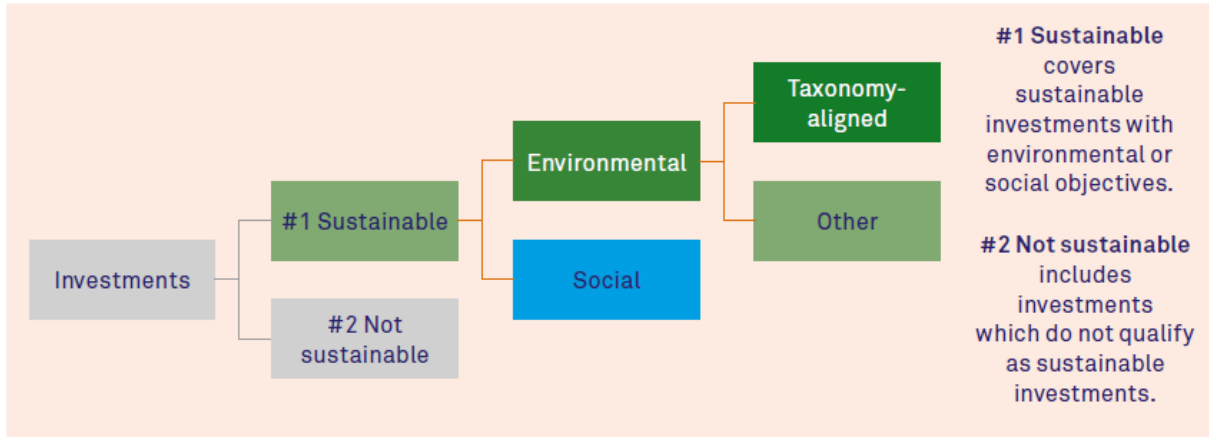 Investments
#1 Sustainable
#2 Not
sustainable
Environmental
Social
Taxonomy-
aligned
Other
#1 Sustainable
covers
sustainable
investments with
environmental or
social objectives.
#2 Not sustainable
includes
investments
which do not qualify
as sustainable
investments.